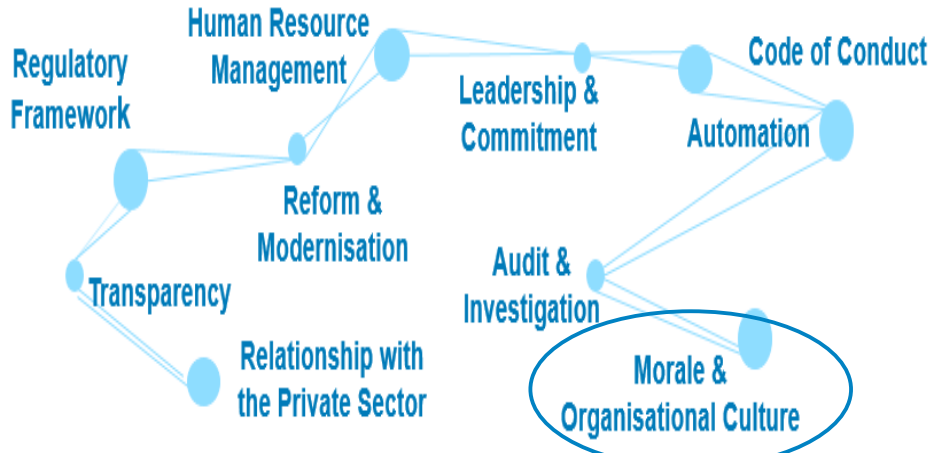 Human Resource
Management
Code of Conduct
Regulatory
Framework
Leadership &
Commitment
Automation
Reform &
Modernisation
Audit &
Investigation
Transparency
Relationship with
the Private Sector
Morale &
Organisational Culture